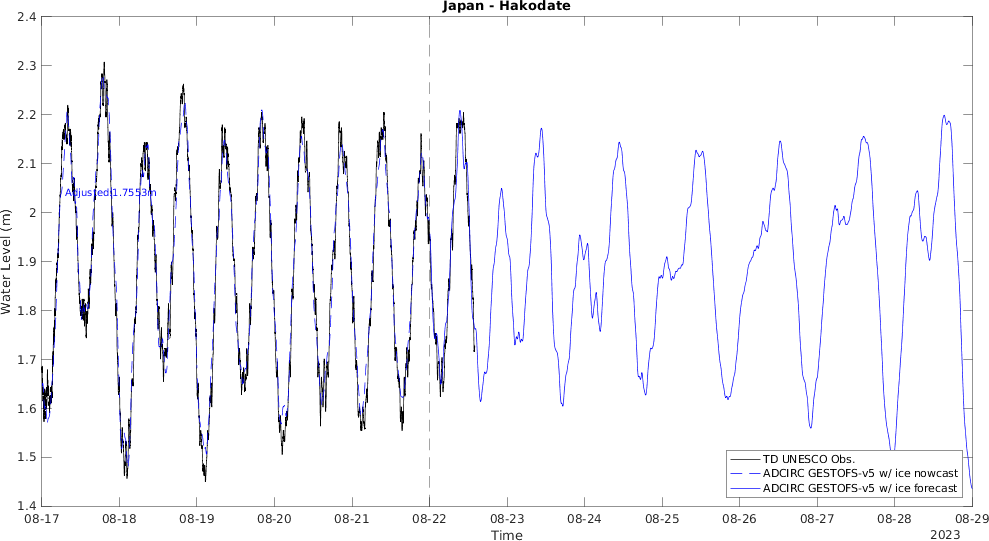 Japan - Hakodate
2.4
2.3
2.2
2.1
2
1.9
1.8
1.7
1.6
1.5
1.4
Water Level (m)
Adjusted:1.7553m
TD UNESCO Obs.
ADCIRC GESTOFS-v5 w/ ice nowcast
ADCIRC GESTOFS-v5 w/ ice forecast
08-17 08-18 08-19 08-20 08-21 08-22 08-23 08-24 08-25 08-26 08-27 08-28 08-29
Time
2023